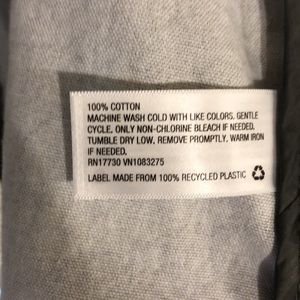 100% COTTON
MACHINE WASH COLD WITH LIKE COLORS. GENTLE
CYCLE. ONLY NON-CHLORINE BLEACH IF NEEDED.
TUMBLE DRY LOW, REMOVE PROMPTLY. WARM IRON
IF NEEDED.
RN17730 VN1083275
LABEL MADE FROM 100% RECYCLED PLASTIC